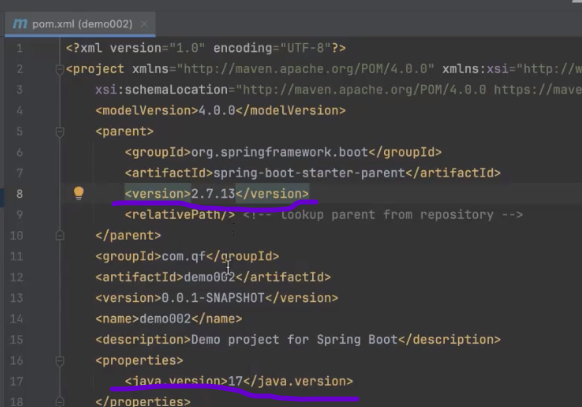 pom.xml (demo002)
1 <?xml version="1.0" encoding="UTF-8"?>
2 <project xmlns="http://maven.apache.org/POM/4.0.0" xmlns:xsi="http://w
3 xsi:schemaLocation="http://maven.apache.org/POM/4.0.0 https://mave
4 <modelVersion>4.0.0</modelVersion>
5 <parent>
6 <groupId>org.springframework.boot</groupId>
7 <artifactId>spring-boot-starter-parent</artifactId>
8 <version>2.7.13</version>
9 <relativePath/> <!-- lookup parent from repository -->
10 </parent>
11 <groupId>com.qf</groupId>
12 <artifactId>demo002</artifactId>
13 <version>0.0.1-SNAPSHOT</version>
14 <name>demo002</name>
15 <description>Demo project for Spring Boot</description>
16 <properties>
17 <java.version>17</java.version>
18 </properties>